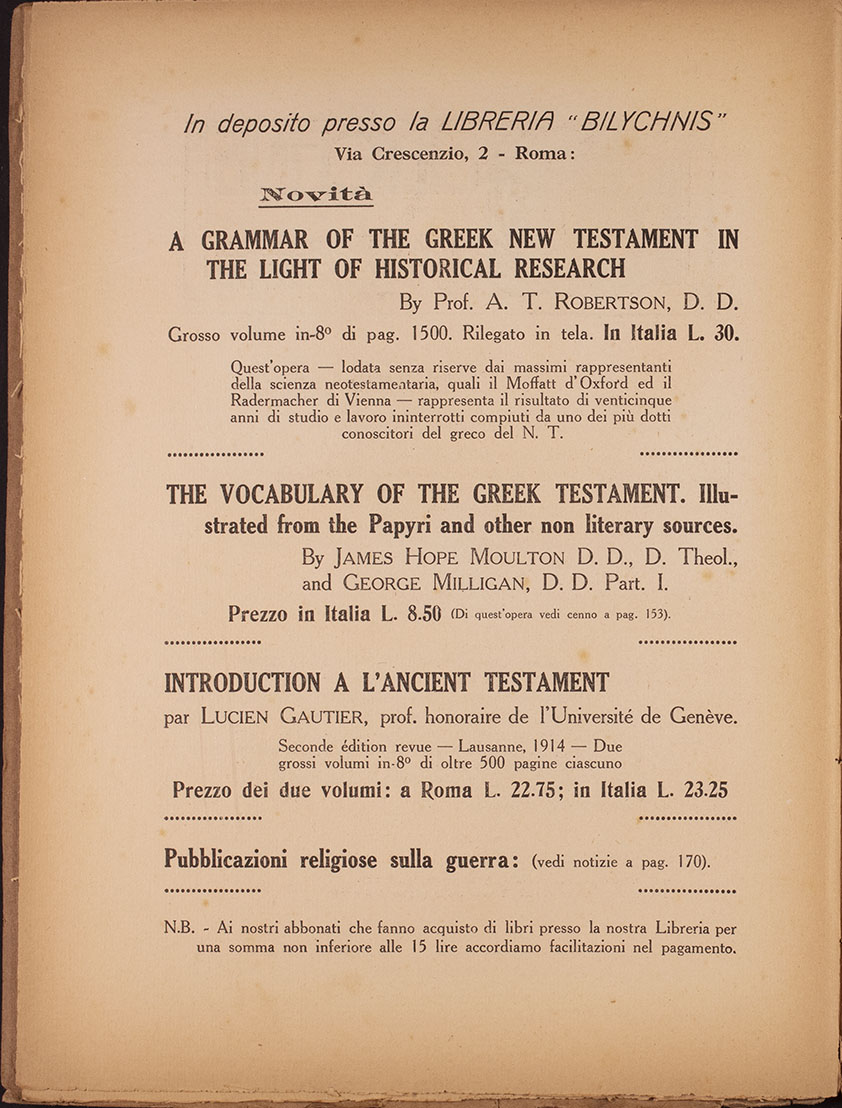 In deposito presso la LIBRERIA “BILYCHNIS”
Via Crescenzio, 2 - Roma:
Novità
A GRAMMAR OF THE GREEK NEW TESTAMENT IN
THE LIGHT OF HISTORICAL RESEARCH
By Prof. A. T. ROBERTSON, D. D.
Grosso volume in-8º di pag. 1500. Rilegato in tela. In Italia L. 30.
Quest'opera — lodata senza riserve dai massimi rappresentanti
della scienza neotestamentaria, quali il Moffatt d'Oxford ed il
Radermacher di Vienna — rappresenta il risultato di venticinque
anni di studio e lavoro ininterrotti compiuti da uno dei più dotti
conoscitori del greco del N. T.
THE VOCABULARY OF THE GREEK TESTAMENT. Illu-
strated from the Papyri and other non literary sources.
By JAMES HOPE MOULTON D. D., D. Theol.,
and GEORGE MILLIGAN, D. D. Part. I.
Prezzo in Italia L. 8.50 (Di quest'opera vedi cenno a pag. 153).
INTRODUCTION A L'ANCIENT TESTAMENT
par LUCIEN GAUTIER, prof. honoraire de l'Université de Genève.
Seconde édition revue — Lausanne, 1914 — Due
grossi volumi in-8º di oltre 500 pagine ciascuno
Prezzo dei due volumi: a Roma L. 22.75; in Italia L. 23.25
Pubblicazioni religiose sulla guerra: (vedi notizie a pag. 170).
N.B. - Ai nostri abbonati che fanno acquisto di libri presso la nostra Libreria per
una somma non inferiore alle 15 lire accordiamo facilitazioni nel pagamento.